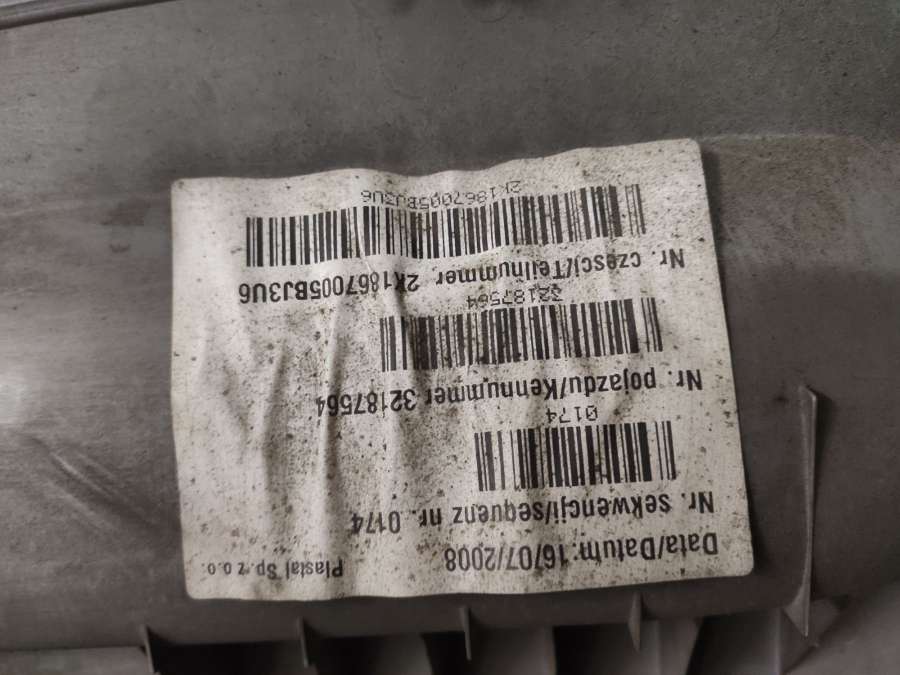 Data/Datum: 16/07/2008 Plastal Sp. z o.o.
Nr. sekwencji/sequenz nr. 0174
0174
Nr. pojazdu/Kennummer 32187564
32187564
Nr. czesci/Teilnummer. 2K1867005BJ3U6
2K1867005BJ3U6